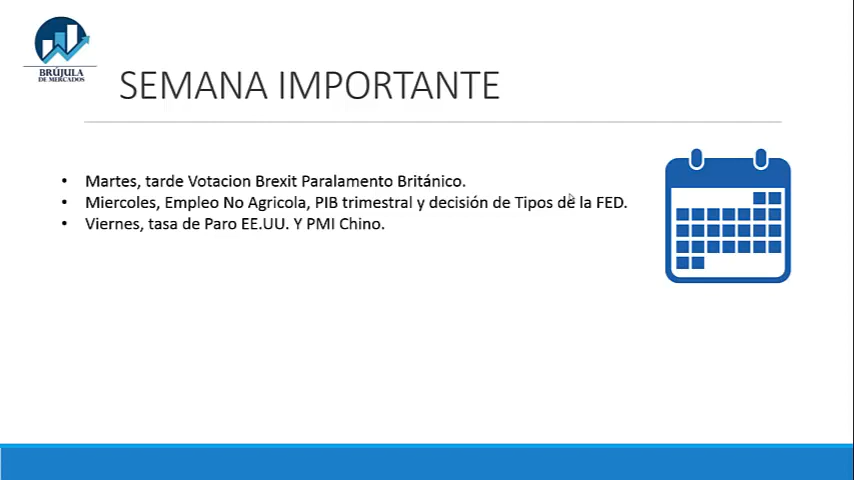 BRÚJULA
DE MERCADOS
SEMANA IMPORTANTE
• Martes, tarde Votacion Brexit Paralamento Británico.
• Miercoles, Empleo No Agricola, PIB trimestral y decisión de Tipos de la FED.
• Viernes, tasa de Paro EE.UU. Y PMI Chino.